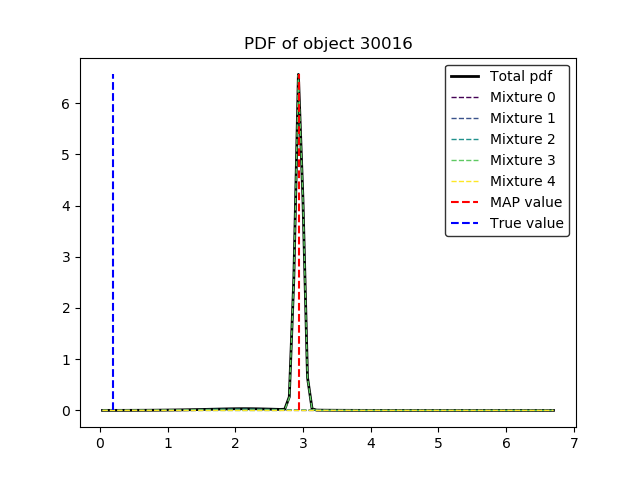 PDF of object 30016
Total pdf
Mixture 0
Mixture 1
Mixture 2
Mixture 3
Mixture 4
MAP value
True value
6
5
4
3
2
1
0
0 1 2 3 4 5 6 7